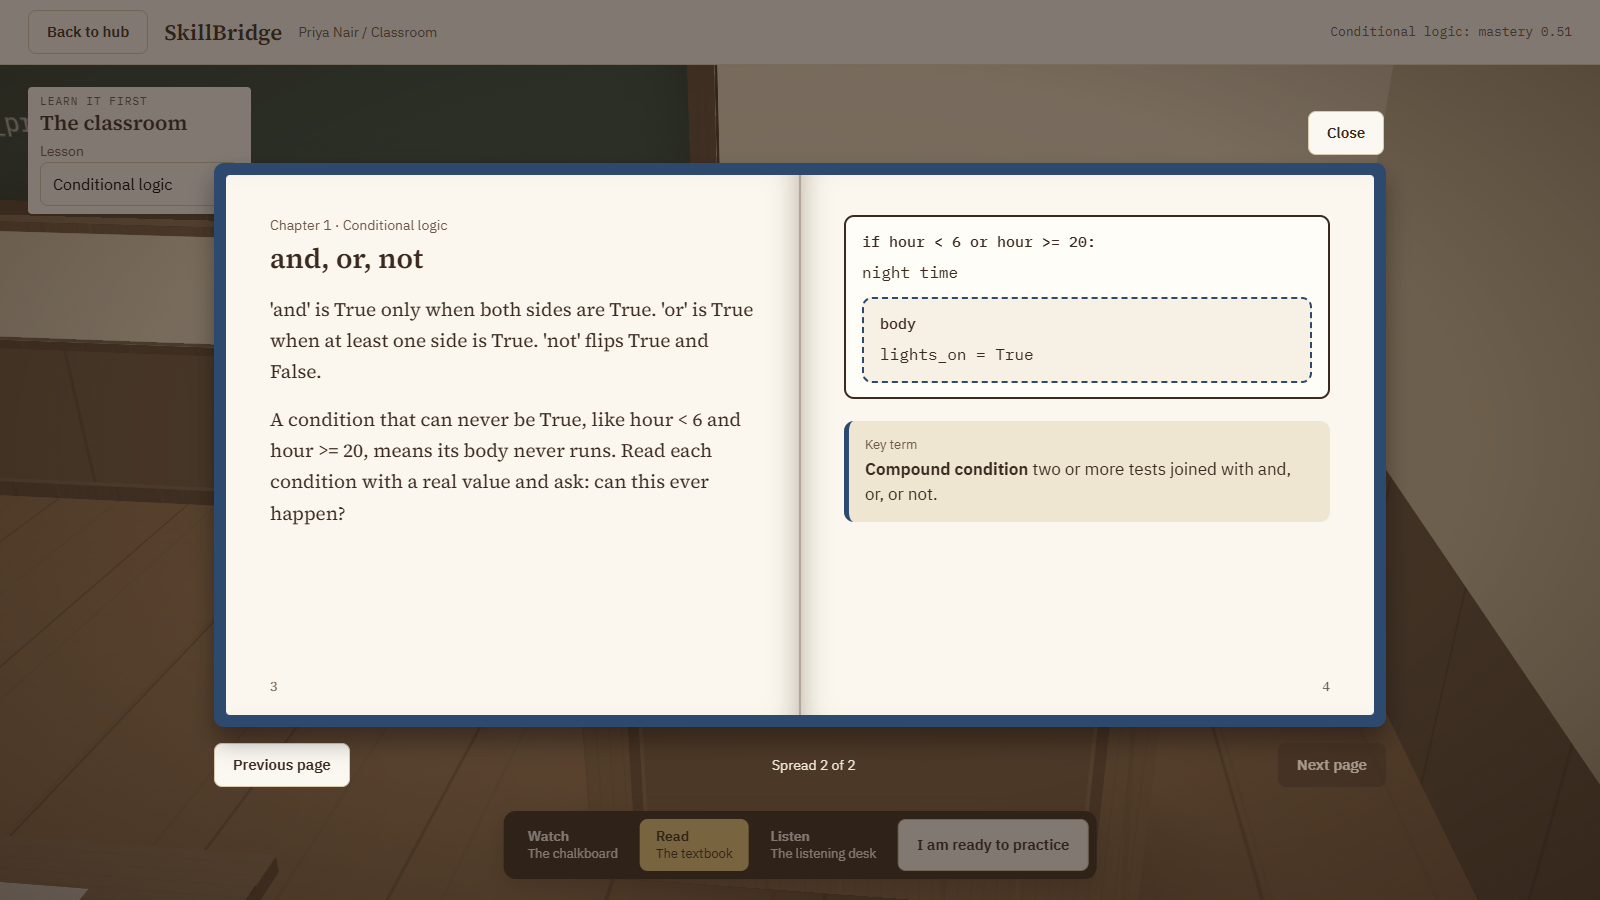 Back to hub
SkillBridge
Priya Nair / Classroom
Conditional logic: mastery 0.51
LEARN IT FIRST
The classroom
Lesson
Conditional logic
Close
Chapter 1 · Conditional logic
and, or, not
'and' is True only when both sides are True. 'or' is True
when at least one side is True. 'not' flips True and
False.
A condition that can never be True, like hour < 6 and
hour >= 20, means its body never runs. Read each
condition with a real value and ask: can this ever
happen?
3
if hour < 6 or hour >= 20:
night time
body
lights_on = True
Key term
Compound condition two or more tests joined with and,
or, or not.
4
Previous page
Spread 2 of 2
Next page
Watch
The chalkboard
Read
The textbook
Listen
The listening desk
I am ready to practice